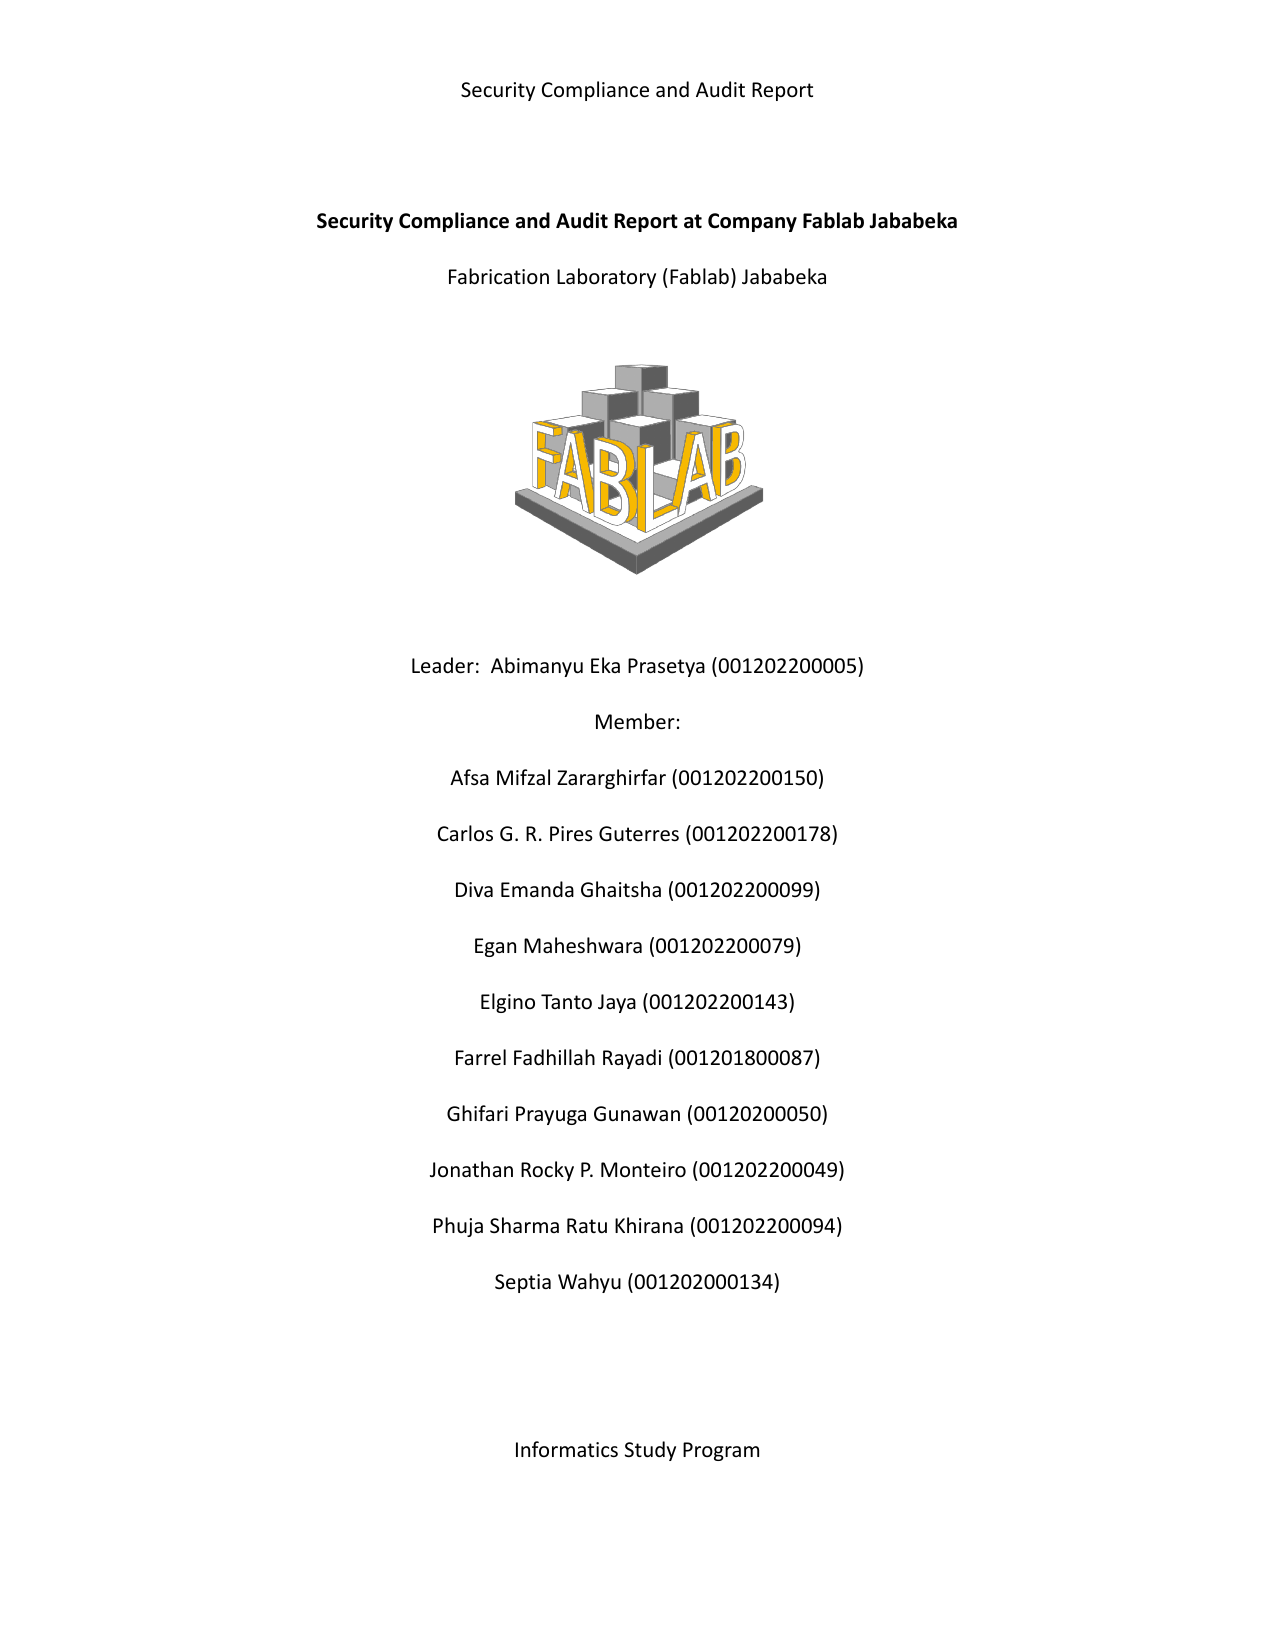 Security Compliance and Audit Report
Security Compliance and Audit Report at Company Fablab Jababeka
Fabrication Laboratory (Fablab) Jababeka
FABLAB
Leader:  Abimanyu Eka Prasetya (001202200005)
Member:
Afsa Mifzal Zararghirfar (001202200150)
Carlos G. R. Pires Guterres (001202200178)
Diva Emanda Ghaitsha (001202200099)
Egan Maheshwara (001202200079)
Elgino Tanto Jaya (001202200143)
Farrel Fadhillah Rayadi (001201800087)
Ghifari Prayuga Gunawan (00120200050)
Jonathan Rocky P. Monteiro (001202200049)
Phuja Sharma Ratu Khirana (001202200094)
Septia Wahyu (001202000134)
Informatics Study Program